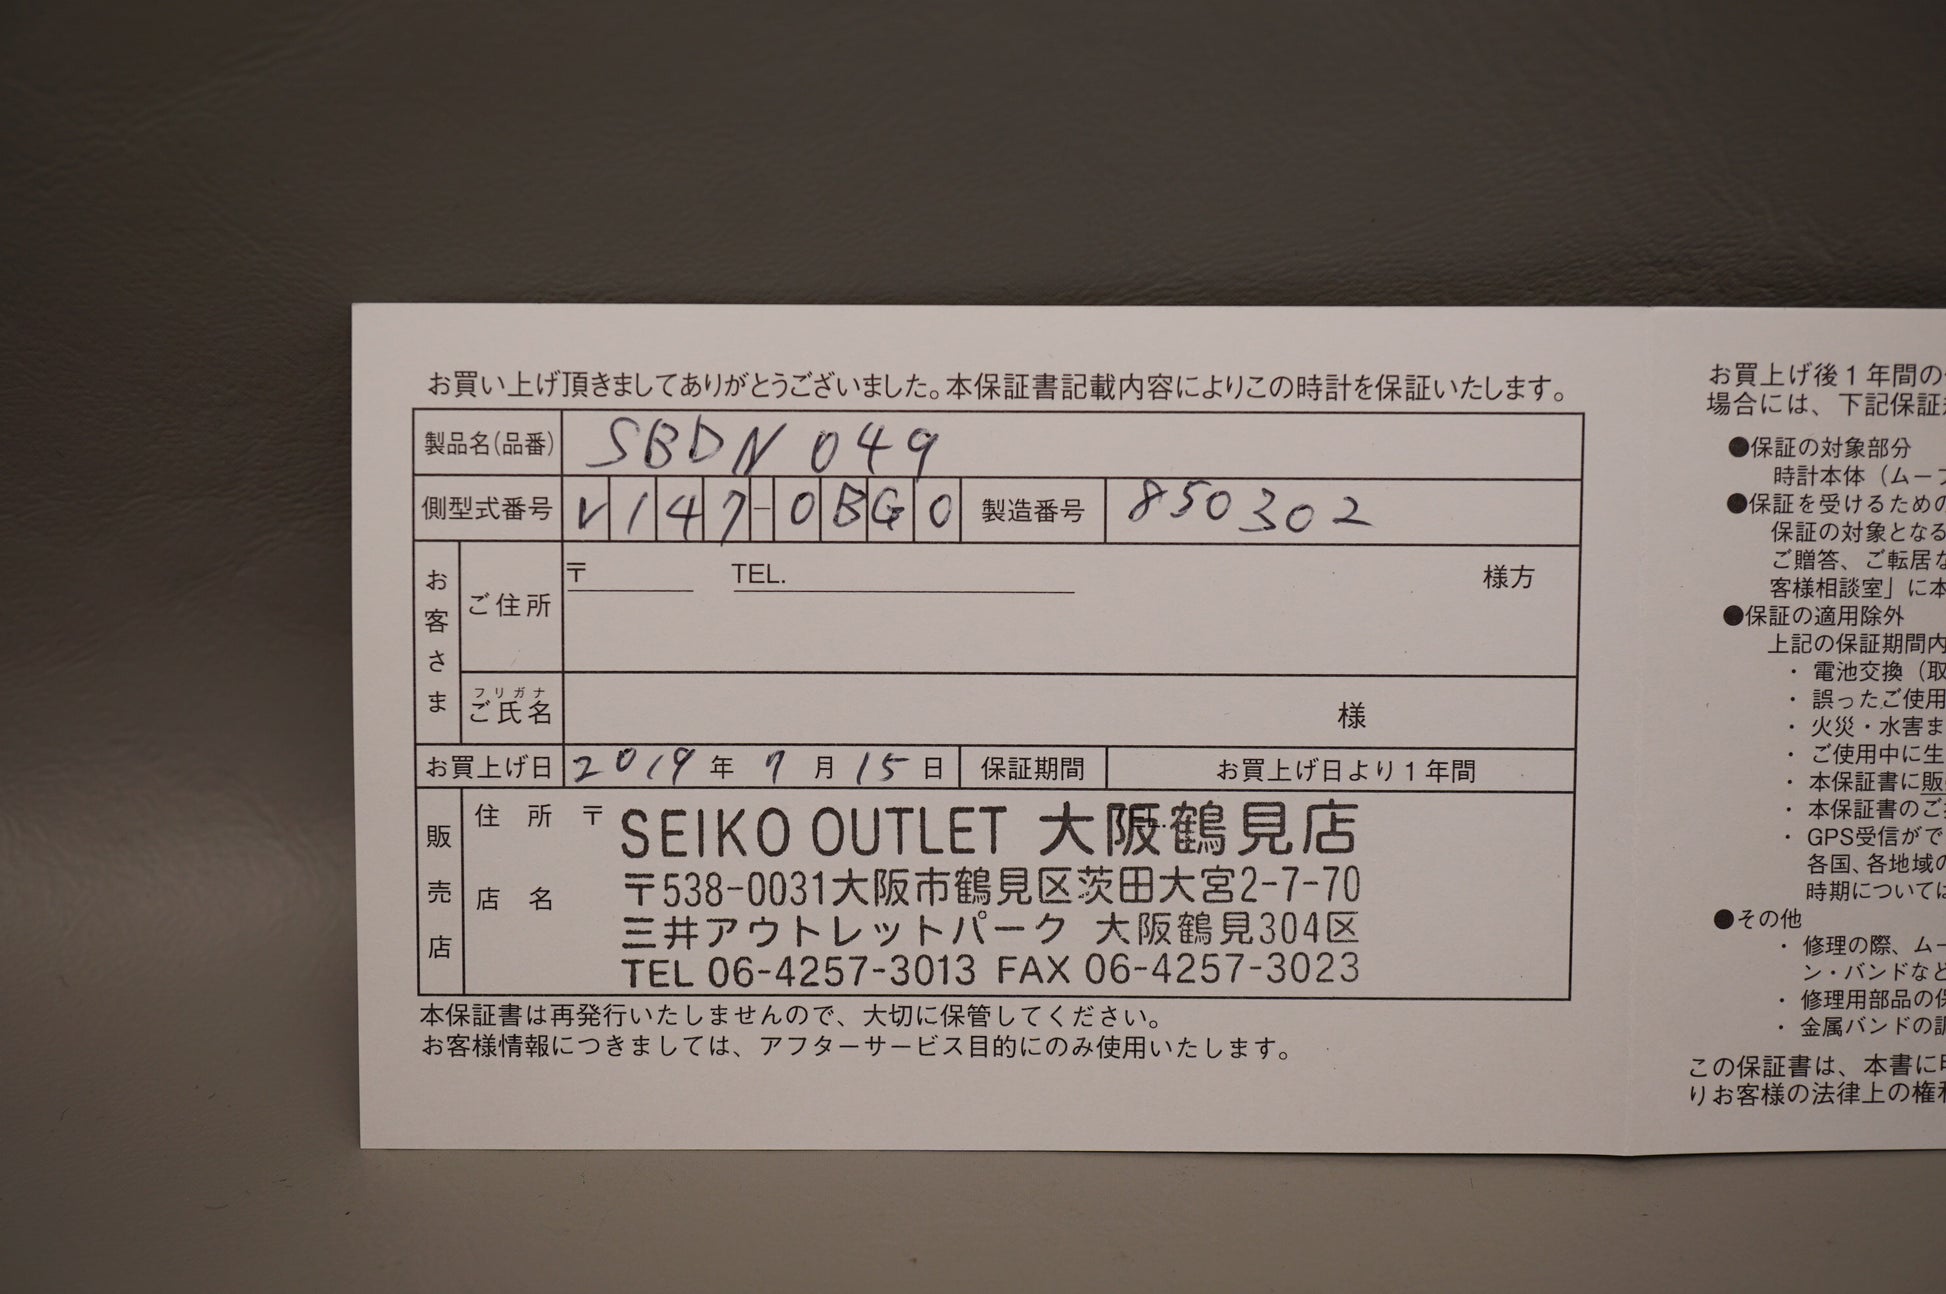 お買い上げ頂きましてありがとうございました。本保証書記載内容によりこの時計を保証いたします。
製品名(品番) SBDN 049
側型式番号 V147-0BG0 製造番号 850302
お客さま ご住所 〒 TEL. 様方
フリガナ
ご氏名 様
お買上げ日 2019年 7月 15日 保証期間 お買上げ日より1年間
販売店 住所 〒 SEIKO OUTLET 大阪鶴見店
〒538-0031大阪市鶴見区茨田大宮2-7-70
店名 三井アウトレットパーク 大阪鶴見304区
TEL 06-4257-3013 FAX 06-4257-3023
本保証書は再発行いたしませんので、大切に保管してください。
お客様情報につきましては、アフターサービス目的にのみ使用いたします。
お買上げ後1年間の
場合には、下記保証
●保証の対象部分
時計本体（ムーブ
●保証を受けるための
保証の対象となる
ご贈答、ご転居な
客様相談室」に本
●保証の適用除外
上記の保証期間内
・ 電池交換（取
・ 誤ったご使用
・ 火災・水害ま
・ ご使用中に生
・ 本保証書に販
・ 本保証書のご
・ GPS受信がで
各国、各地域の
時期については
●その他
・ 修理の際、ムー
ン・バンドなど
・ 修理用部品の保
・ 金属バンドの調
この保証書は、本書に明
りお客様の法律上の権利